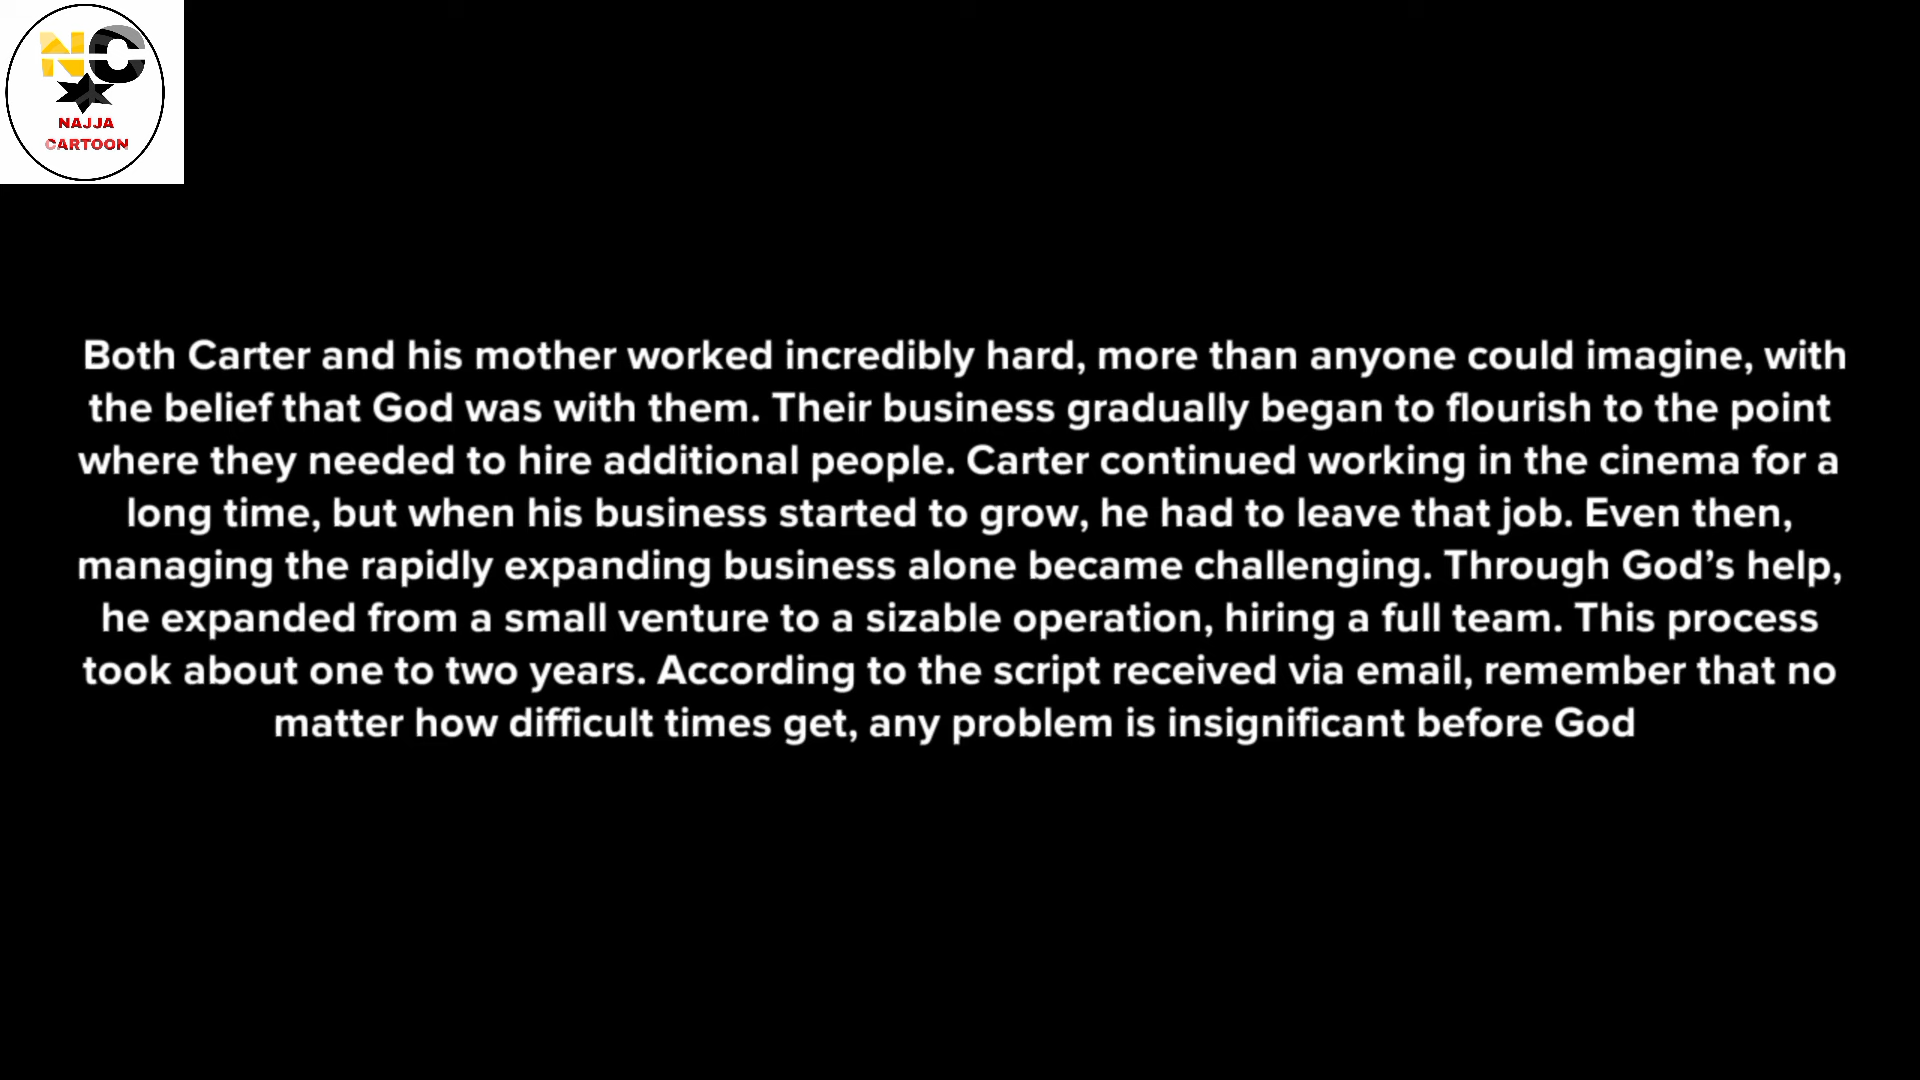 NC
NAJJA
CARTOON
Both Carter and his mother worked incredibly hard, more than anyone could imagine, with
the belief that God was with them. Their business gradually began to flourish to the point
where they needed to hire additional people. Carter continued working in the cinema for a
long time, but when his business started to grow, he had to leave that job. Even then,
managing the rapidly expanding business alone became challenging. Through God’s help,
he expanded from a small venture to a sizable operation, hiring a full team. This process
took about one to two years. According to the script received via email, remember that no
matter how difficult times get, any problem is insignificant before God